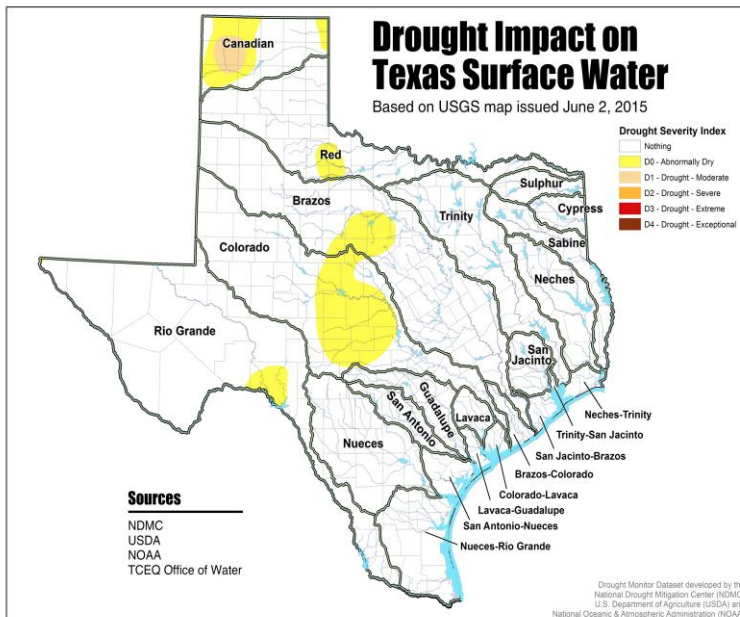 Drought Impact on
Texas Surface Water
Based on USGS map issued June 2, 2015
Drought Severity Index
Nothing
D0 - Abnormally Dry
D1 - Drought - Moderate
D2 - Drought - Severe
D3 - Drought - Extreme
D4 - Drought - Exceptional
Canadian
Red
Sulphur
Cypress
Brazos
Trinity
Sabine
Colorado
Neches
Rio Grande
San
Jacinto
Guadalupe
San Antonio
Lavaca
Nueces
Neches-Trinity
Trinity-San Jacinto
San Jacinto-Brazos
Brazos-Colorado
Colorado-Lavaca
Lavaca-Guadalupe
San Antonio-Nueces
Nueces-Rio Grande
Sources
NDMC
USDA
NOAA
TCEQ Office of Water
Drought Monitor Dataset developed by th
National Drought Mitigation Center (NDMC
U.S. Department of Agriculture (USDA) an
National Oceanic & Atmospheric Administration (NOAA